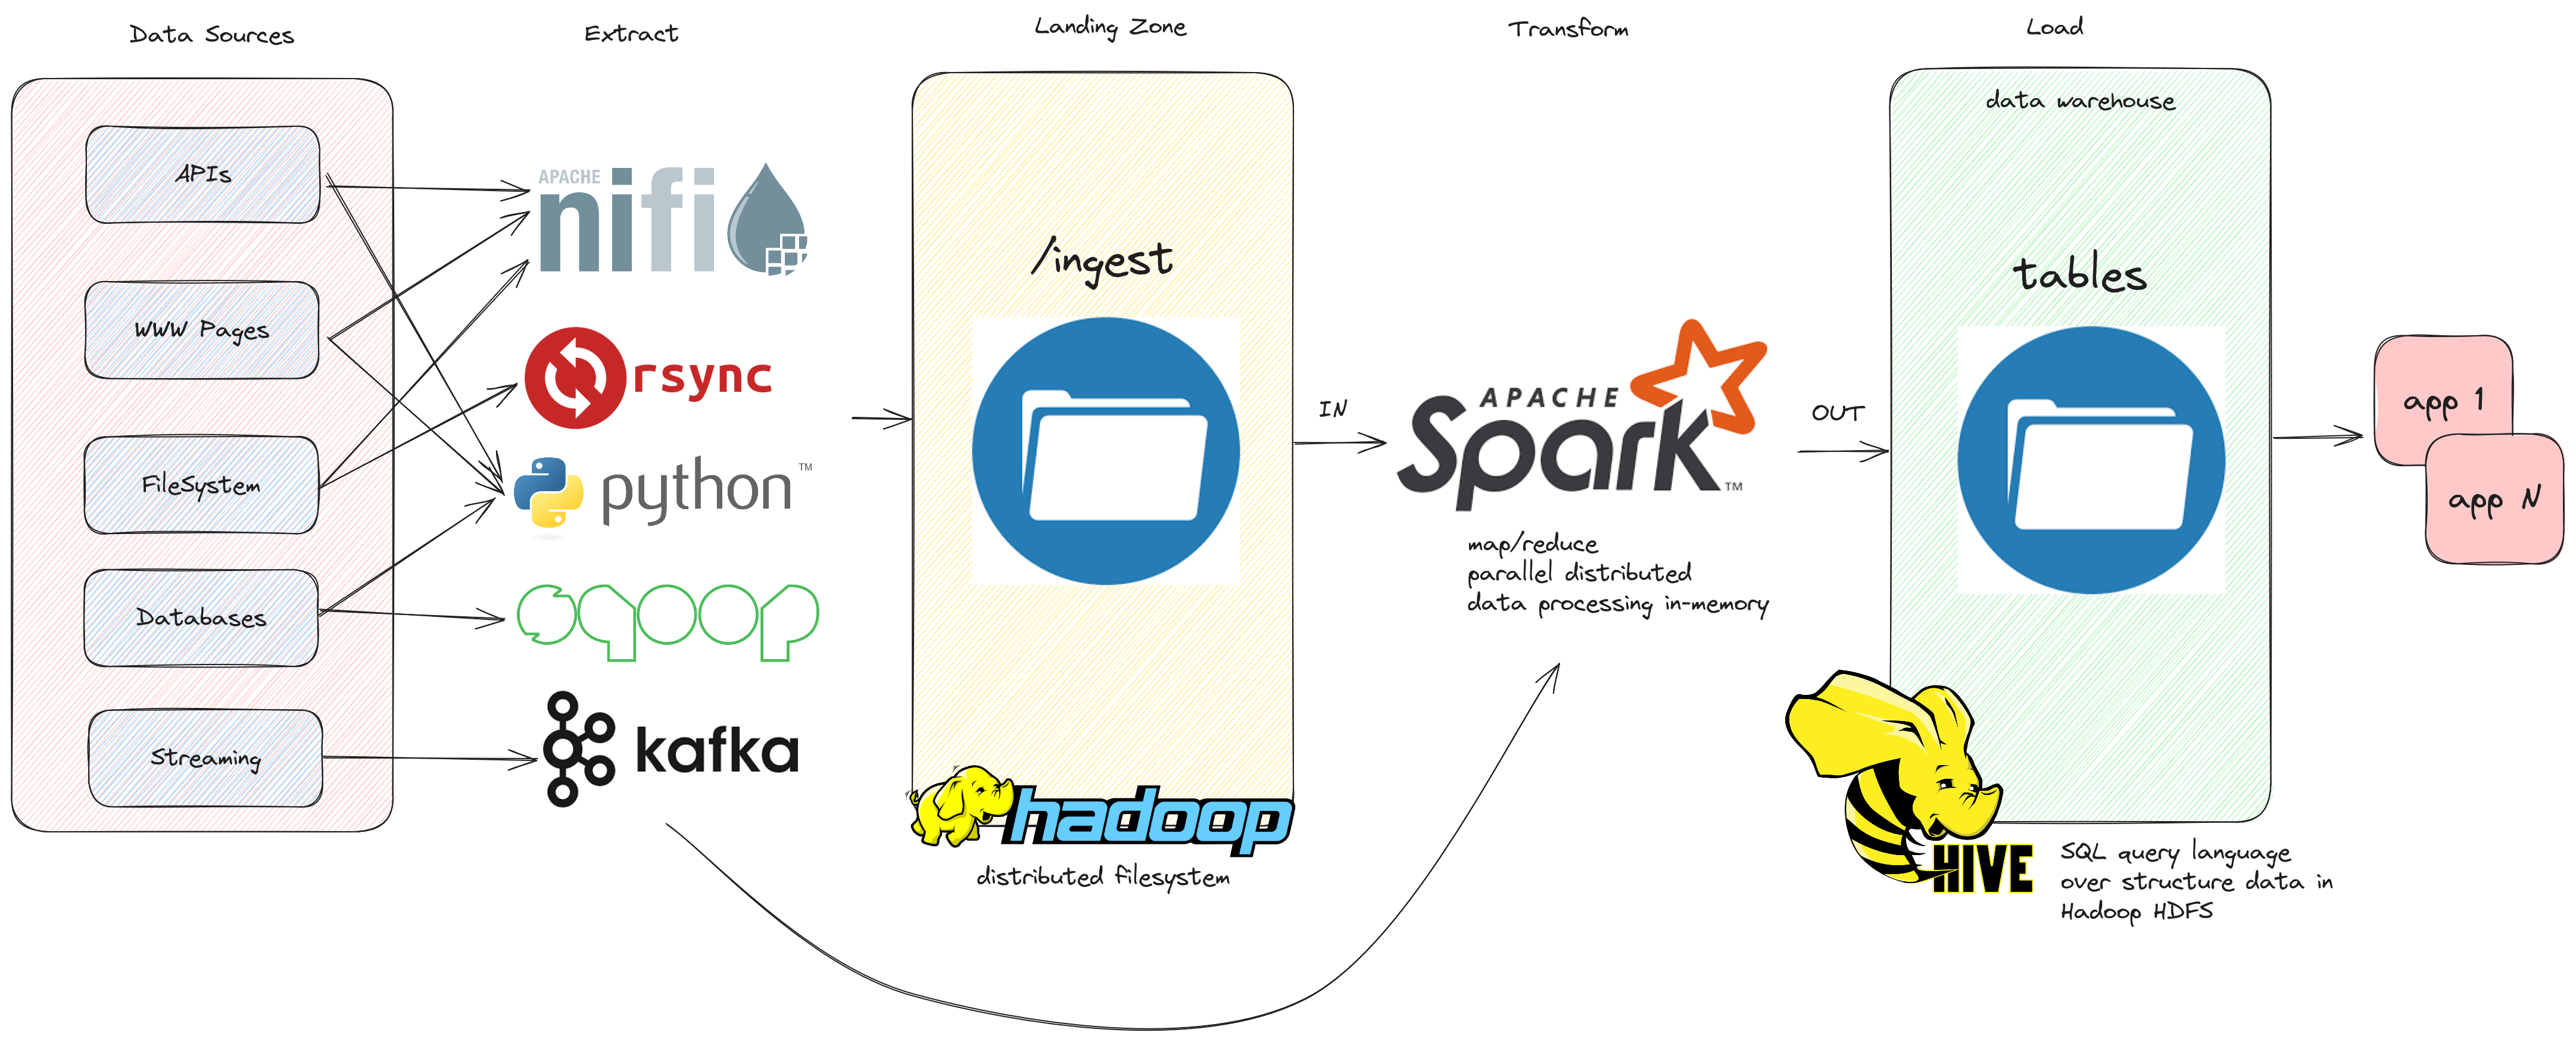 Data Sources
Extract
Landing Zone
Transform
Load
APIs
WWW Pages
FileSystem
Databases
Streaming
APACHE
nifi
rsync
python™
sqoop
kafka
/ingest
hadoop
distributed filesystem
IN
APACHE
Spark™
map/reduce
parallel distributed
data processing in-memory
OUT
data warehouse
tables
HIVE
SQL query language
over structure data in
Hadoop HDFS
app 1
app N